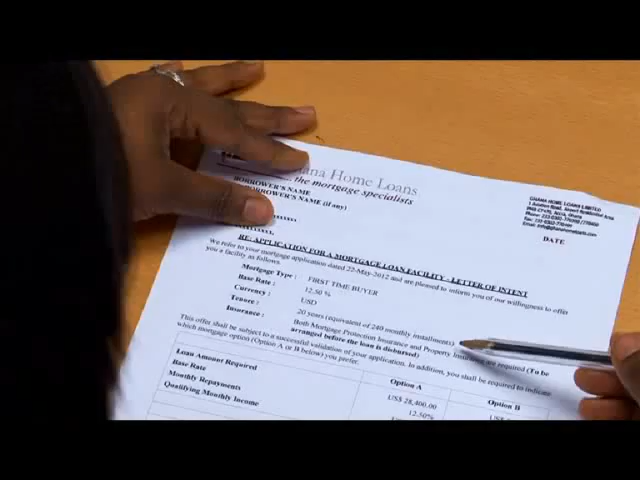 ana Home Loans
the mortgage specialists
BORROWER'S NAME
BORROWER'S NAME (if any)
GHANA HOME LOANS LIMITED
DATE
RE: APPLICATION FOR A MORTGAGE LOAN FACILITY - LETTER OF INTENT
We refer to your mortgage application dated 22-May-2012 and are pleased to inform you of our willingness to offer
you a facility as follows
Mortgage Type : FIRST TIME BUYER
Base Rate : 12.50 %
Currency : USD
Tenore : 20 years (equivalent of 240 monthly installments)
Insurance : Both Mortgage Protection Insurance and Property Insurance are required (To be
arranged before the loan is disbursed)
This offer shall be subject to a successful validation of your application. In addition, you shall be required to indicate
which mortgage option (Option A or B below) you prefer.
Option A Option B
Loan Amount Required US$ 28,400.00 US$
Base Rate 12.50%
Monthly Repayments
Qualifying Monthly Income